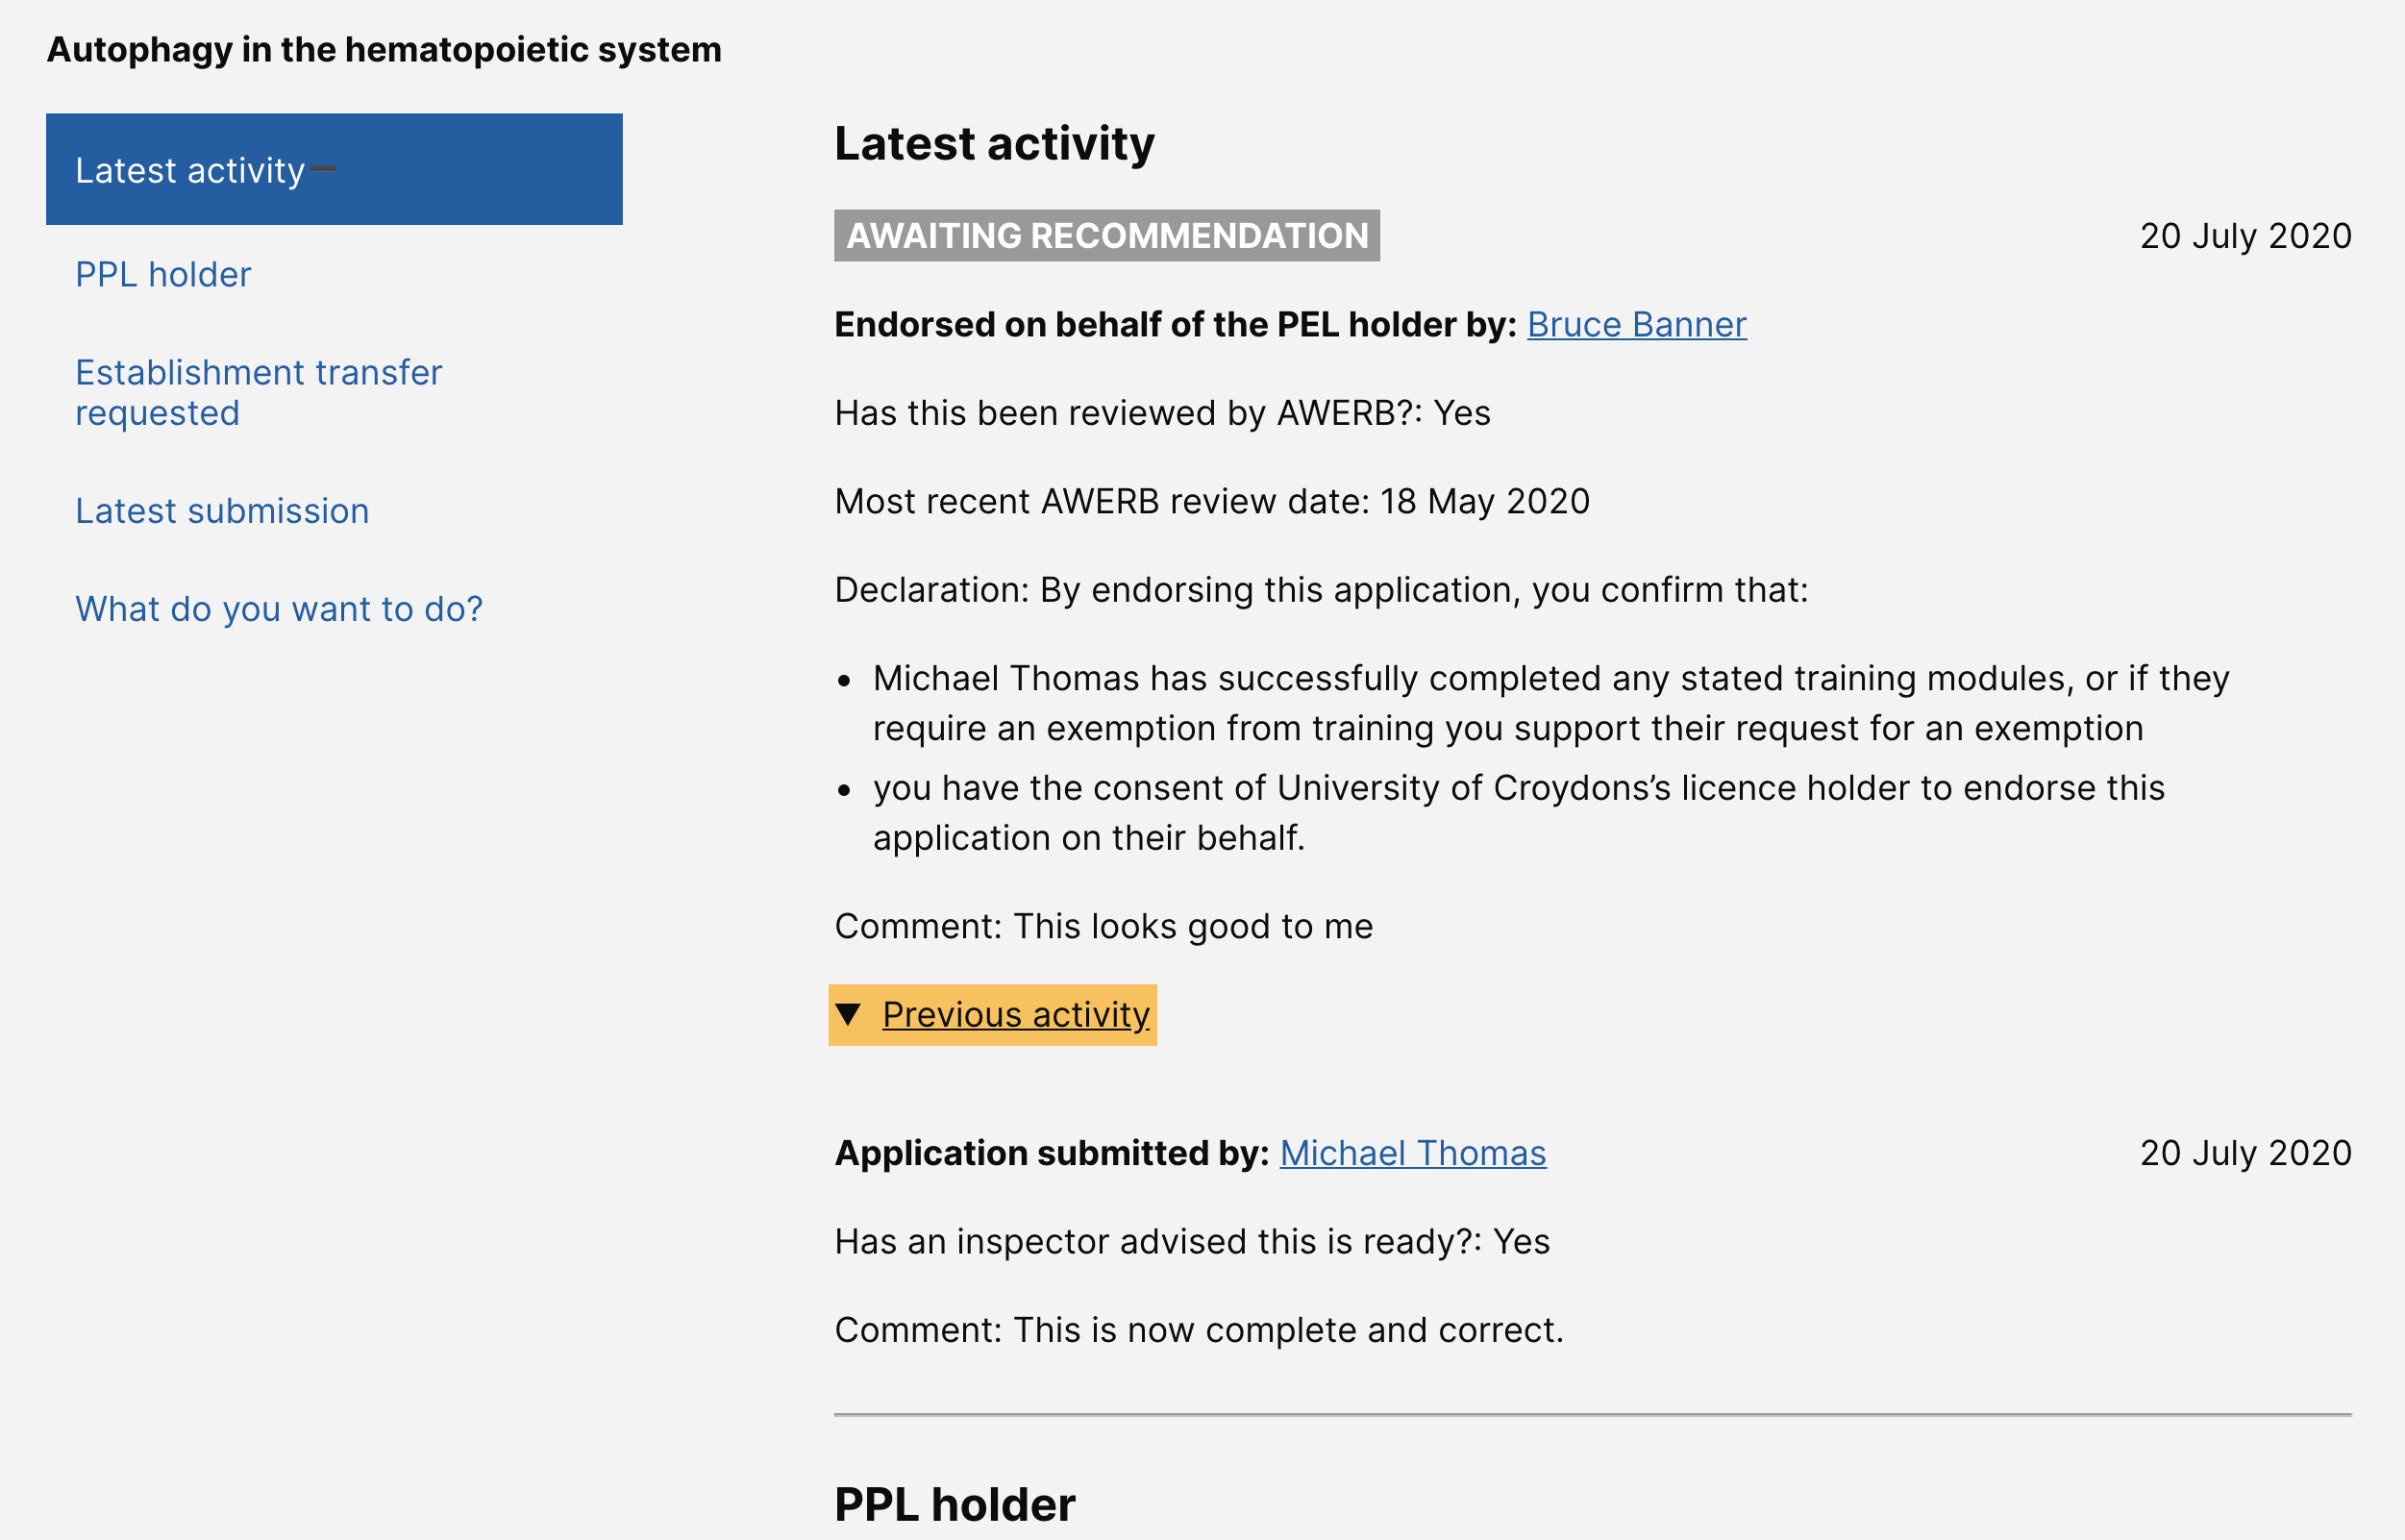 Autophagy in the hematopoietic system
Latest activity
PPL holder
Establishment transfer
requested
Latest submission
What do you want to do?
Latest activity
AWAITING RECOMMENDATION
20 July 2020
Endorsed on behalf of the PEL holder by: Bruce Banner
Has this been reviewed by AWERB?: Yes
Most recent AWERB review date: 18 May 2020
Declaration: By endorsing this application, you confirm that:
• Michael Thomas has successfully completed any stated training modules, or if they
require an exemption from training you support their request for an exemption
• you have the consent of University of Croydons’s licence holder to endorse this
application on their behalf.
Comment: This looks good to me
▼ Previous activity
Application submitted by: Michael Thomas
20 July 2020
Has an inspector advised this is ready?: Yes
Comment: This is now complete and correct.
PPL holder